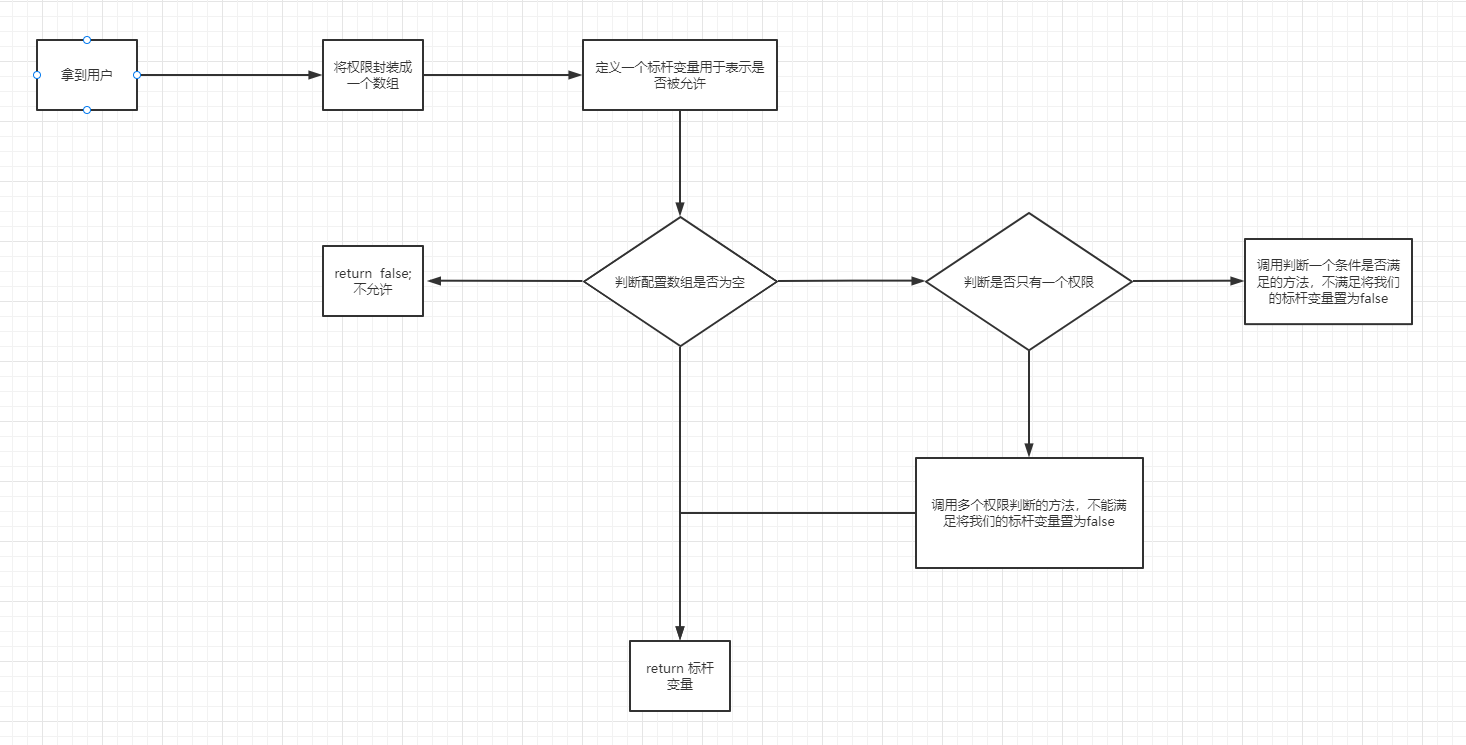 拿到用户
将权限封装成
一个数组
定义一个标杆变量用于表示是
否被允许
return  false;
不允许
判断配置数组是否为空
判断是否只有一个权限
调用判断一个条件是否满
足的方法，不满足将我们
的标杆变量置为false
调用多个权限判断的方法，不能满
足将我们的标杆变量置为false
return 标杆
变量